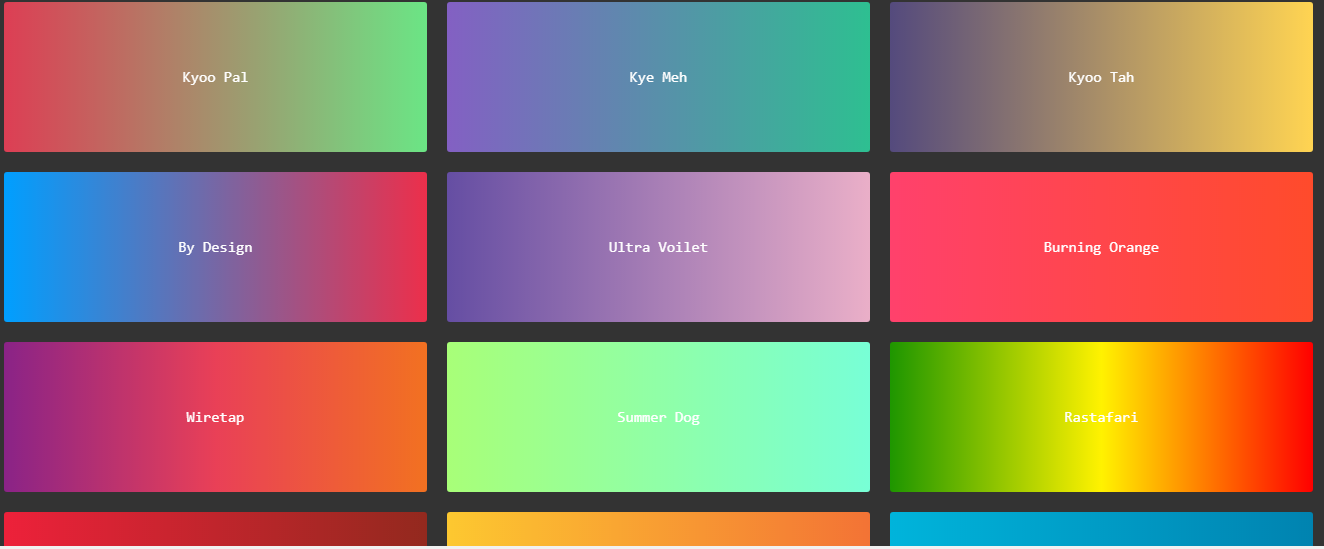 Kyoo Pal
Kye Meh
Kyoo Tah
By Design
Ultra Voilet
Burning Orange
Wiretap
Summer Dog
Rastafari